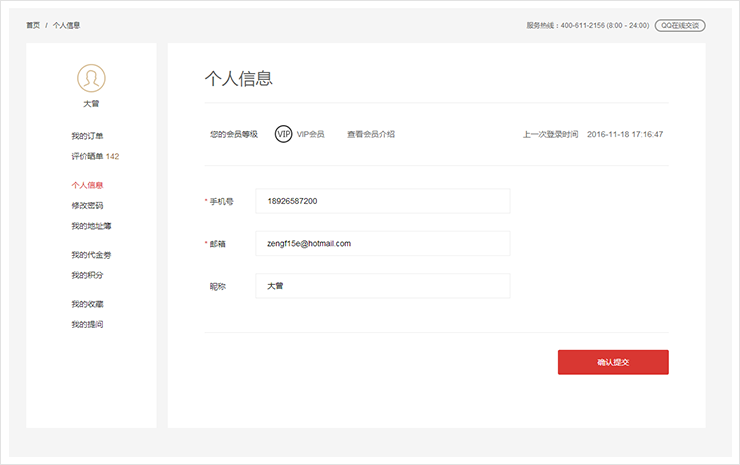 首页 / 个人信息
服务热线：400-611-2156 (8:00 - 24:00) QQ在线交谈
大曾
我的订单
评价晒单 142
个人信息
修改密码
我的地址簿
我的代金劵
我的积分
我的收藏
我的提问
个人信息
您的会员等级 VIP VIP会员 查看会员介绍 上一次登录时间 2016-11-18 17:16:47
* 手机号 18926587200
* 邮箱 zengf15e@hotmail.com
昵称 大曾
确认提交